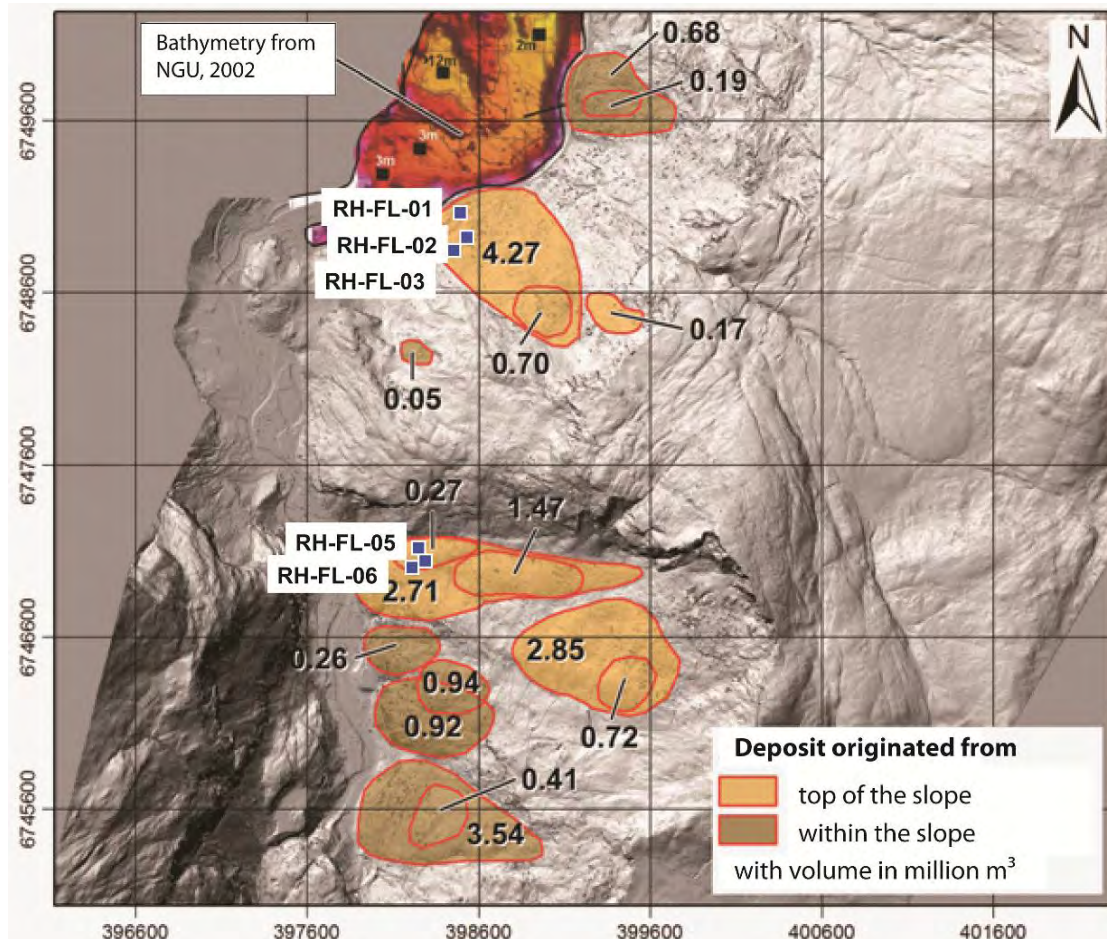 Bathymetry from
NGU, 2002
12m
2m
3m
3m
0.68
0.19
N
RH-FL-01
RH-FL-02
RH-FL-03
4.27
0.70
0.17
0.05
0.27
1.47
RH-FL-05
RH-FL-06
2.71
0.26
2.85
0.94
0.92
0.72
0.41
3.54
Deposit originated from
top of the slope
within the slope
with volume in million m³
6749600
6748600
6747600
6746600
6745600
396600
397600
398600
399600
400600
401600